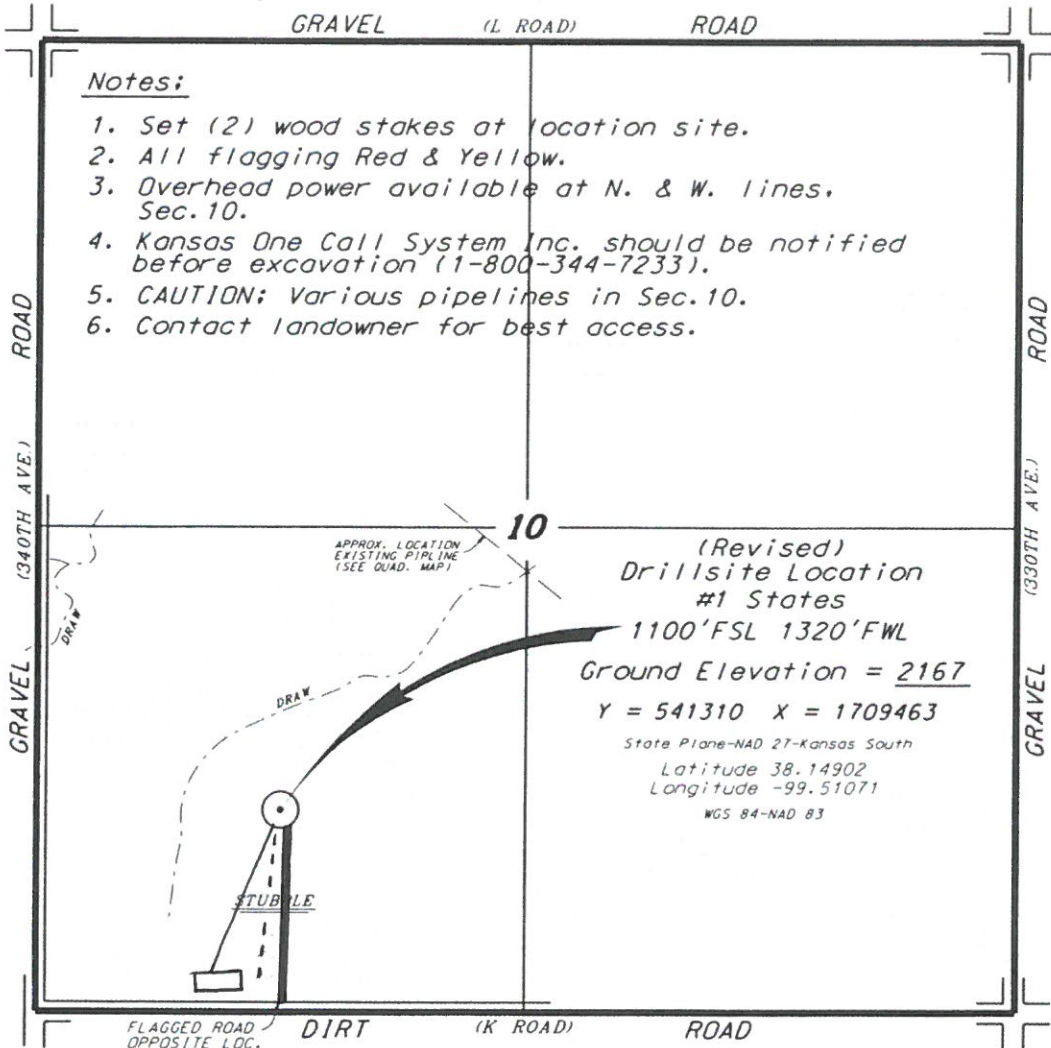 GRAVEL (L ROAD) ROAD
Notes:
1. Set (2) wood stakes at location site.
2. All flagging Red & Yellow.
3. Overhead power available at N. & W. lines,
Sec.10.
4. Kansas One Call System Inc. should be notified
before excavation (1-800-344-7233).
5. CAUTION: Various pipelines in Sec.10.
6. Contact landowner for best access.
GRAVEL (340TH AVE.) ROAD
GRAVEL (330TH AVE.) ROAD
10
APPROX. LOCATION
EXISTING PIPLINE
(SEE QUAD. MAP)
DRAW
DRAW
(Revised)
Drillsite Location
#1 States
1100'FSL 1320'FWL
Ground Elevation = 2167
Y = 541310 X = 1709463
State Plane-NAD 27-Kansas South
Latitude 38.14902
Longitude -99.51071
WGS 84-NAD 83
STUBBLE
FLAGGED ROAD
OPPOSITE LOC.
DIRT (K ROAD) ROAD